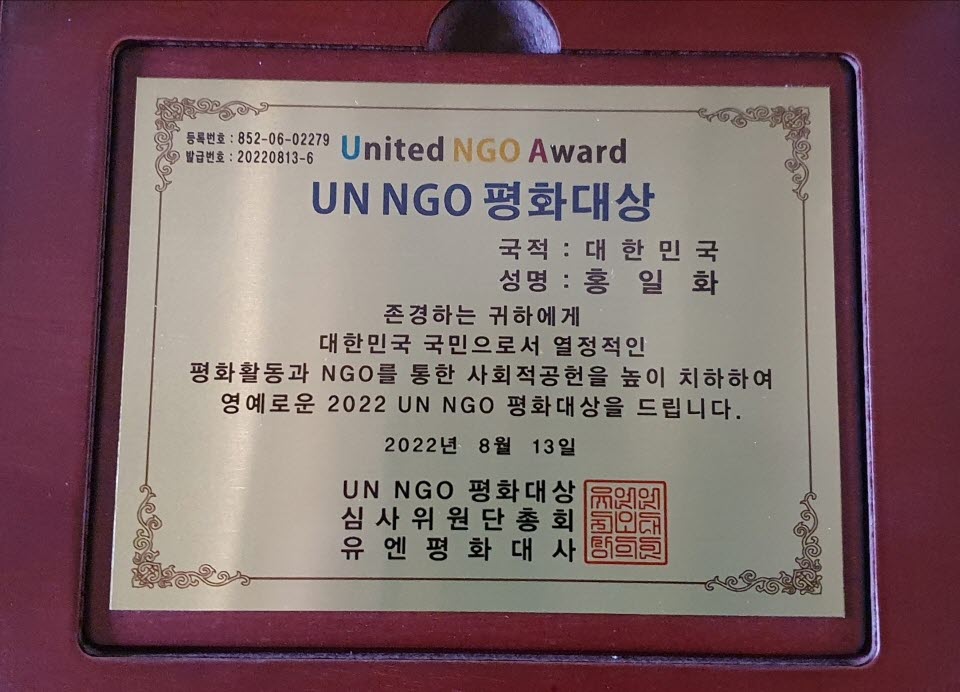 등록번호 : 852-06-02279
발급번호 : 20220813-6
United NGO Award
UN NGO 평화대상
국적 : 대 한 민 국
성명 : 홍 일 화
존경하는 귀하에게
대한민국 국민으로서 열정적인
평화활동과 NGO를 통한 사회적공헌을 높이 치하하여
영예로운 2022 UN NGO 평화대상을 드립니다.
2022년 8월 13일
UN NGO 평화대상
심사위원단총회
유엔평화대사